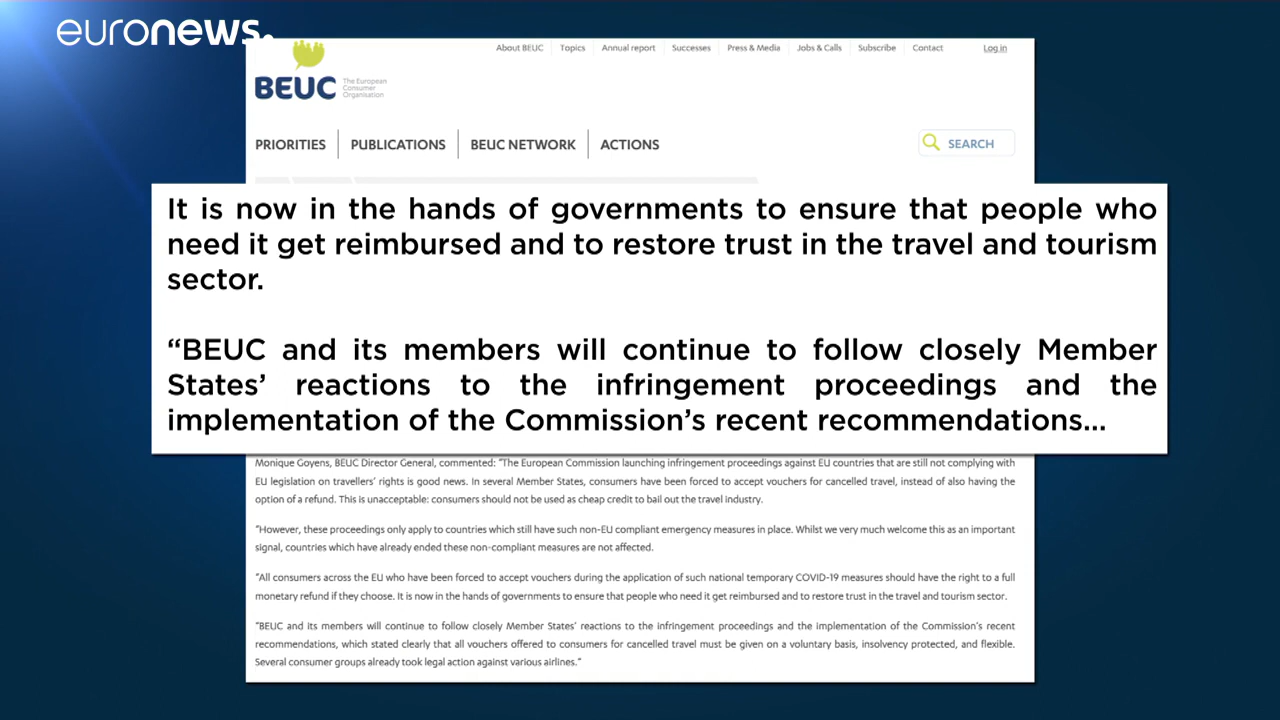 euronews.
About BEUC Topics Annual report Successes Press & Media Jobs & Calls Subscribe Contact Log in
BEUC The European
Consumer
Organisation
PRIORITIES PUBLICATIONS BEUC NETWORK ACTIONS SEARCH
It is now in the hands of governments to ensure that people who
need it get reimbursed and to restore trust in the travel and tourism
sector.
“BEUC and its members will continue to follow closely Member
States’ reactions to the infringement proceedings and the
implementation of the Commission’s recent recommendations...
Monique Goyens, BEUC Director General, commented: “The European Commission launching infringement proceedings against EU countries that are still not complying with
EU legislation on travellers’ rights is good news. In several Member States, consumers have been forced to accept vouchers for cancelled travel, instead of also having the
option of a refund. This is unacceptable: consumers should not be used as cheap credit to bail out the travel industry.
“However, these proceedings only apply to countries which still have such non-EU compliant emergency measures in place. Whilst we very much welcome this as an important
signal, countries which have already ended these non-compliant measures are not affected.
“All consumers across the EU who have been forced to accept vouchers during the application of such national temporary COVID-19 measures should have the right to a full
monetary refund if they choose. It is now in the hands of governments to ensure that people who need it get reimbursed and to restore trust in the travel and tourism sector.
“BEUC and its members will continue to follow closely Member States’ reactions to the infringement proceedings and the implementation of the Commission’s recent
recommendations, which stated clearly that all vouchers offered to consumers for cancelled travel must be given on a voluntary basis, insolvency protected, and flexible.
Several consumer groups already took legal action against various airlines.”